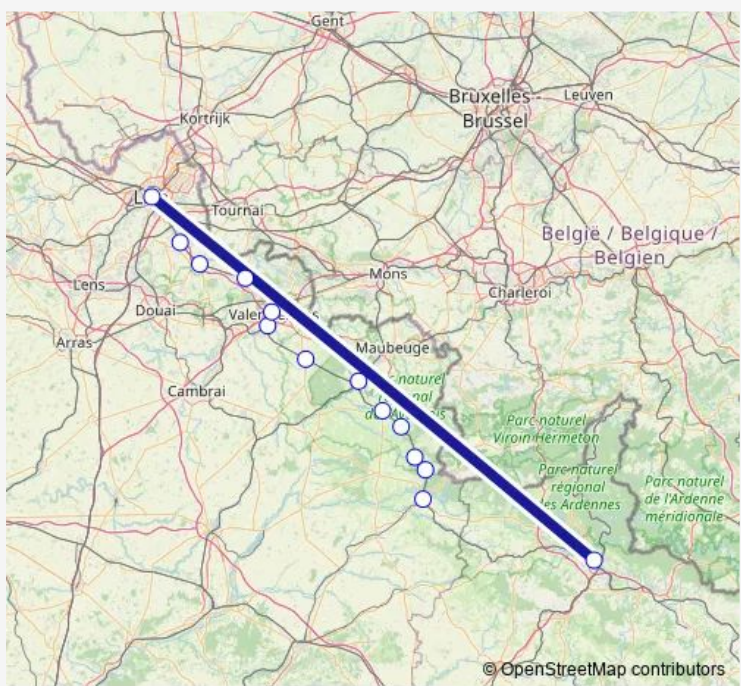 Gent
Bruxelles -
Brussel
Leuven
Kortrijk
Tournai
België / Belgique /
Belgien
Mons
Lens
Charleroi
Douai
Arras
Maubeuge
Cambrai
Parc naturel
Viroin Hermeton
Parc naturel
régional
des Ardennes
Parc naturel
de l'Ardenne
méridionale
© OpenStreetMap contributors